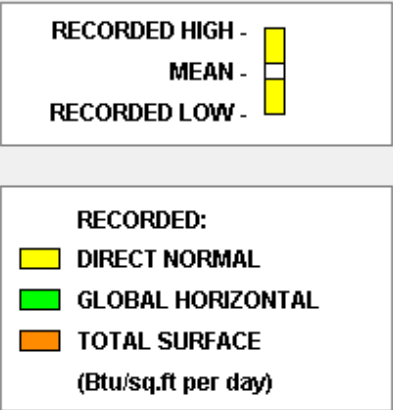 RECORDED HIGH -
MEAN -
RECORDED LOW -
RECORDED:
DIRECT NORMAL
GLOBAL HORIZONTAL
TOTAL SURFACE
(Btu/sq.ft per day)